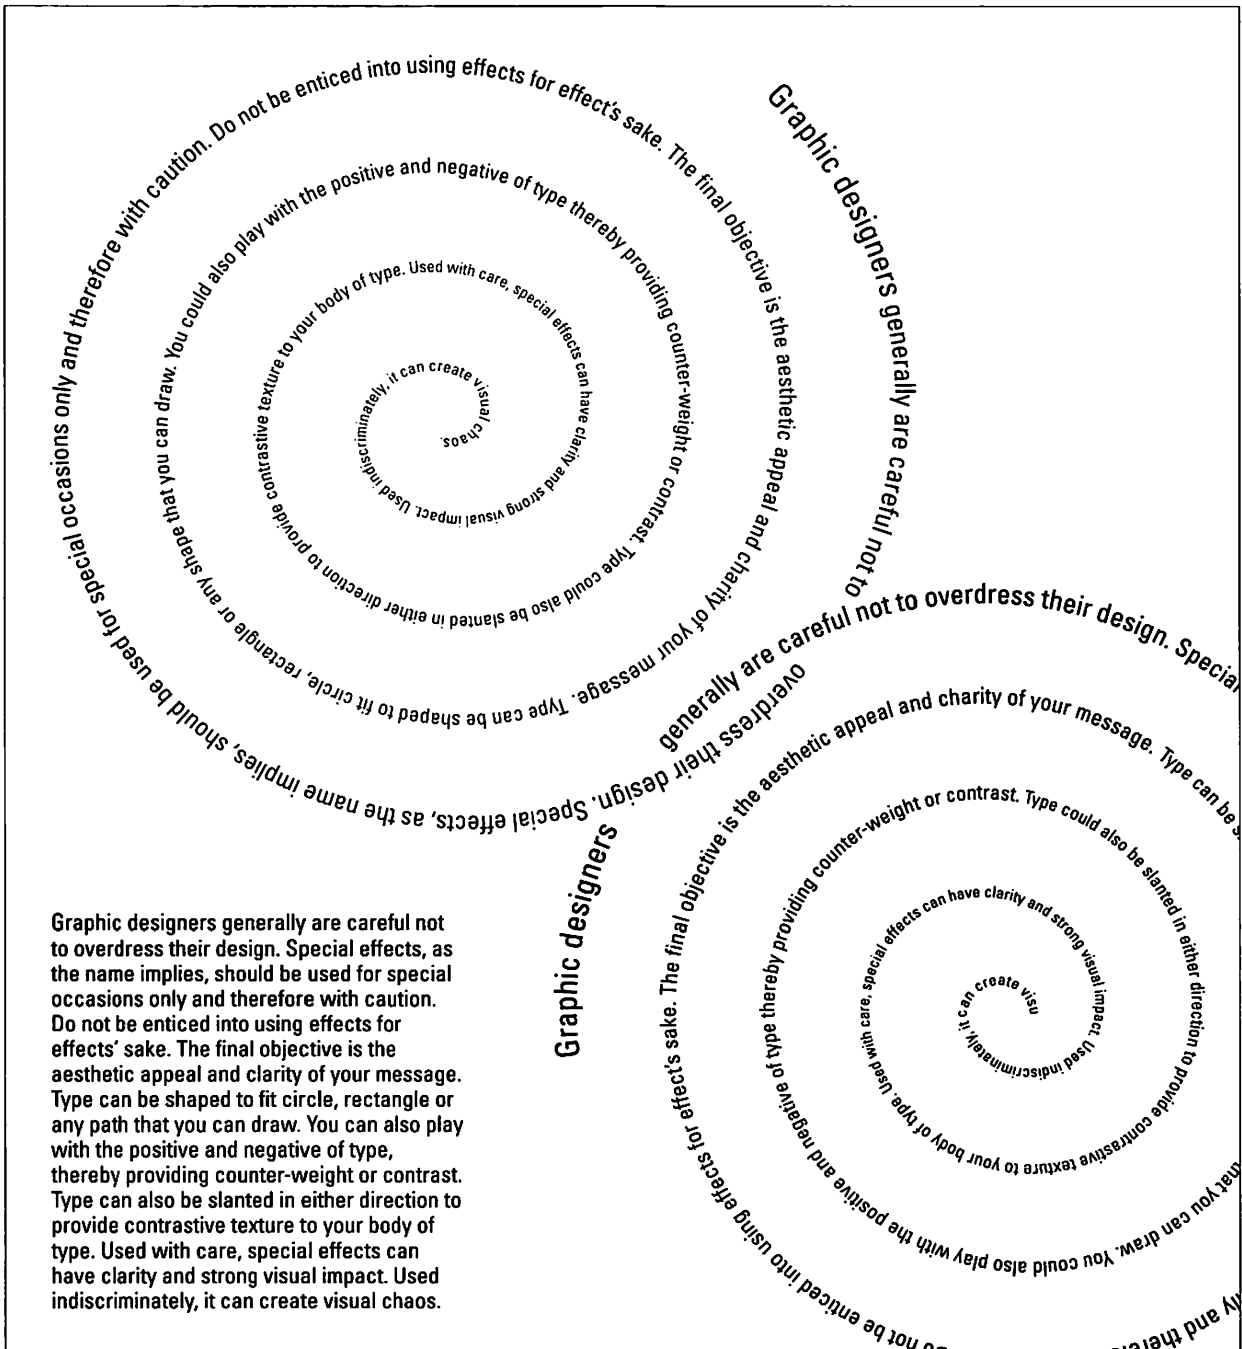 Graphic designers generally are careful not to overdress their design. Special effects, as the name implies, should be used for special occasions only and therefore with caution. Do not be enticed into using effects for effect's sake. The final objective is the aesthetic appeal and charity of your message. Type can be shaped to fit circle, rectangle or any shape that you can draw. You could also play with the positive and negative of type thereby providing counter-weight or contrast. Type could also be slanted in either direction to provide contrastive texture to your body of type. Used with care, special effects can have clarity and strong visual impact. Used indiscriminately, it can create visual chaos.
Graphic designers generally are careful not to overdress their design. Special
not be enticed into using effects for effect's sake. The final objective is the aesthetic appeal and charity of your message. Type can be s
that you can draw. You could also play with the positive and negative of type thereby providing counter-weight or contrast. Type could also be slanted in either direction to provide contrastive texture to your body of type. Used with care, special effects can have clarity and strong visual impact. Used indiscriminately, it can create visu
Graphic designers generally are careful not
to overdress their design. Special effects, as
the name implies, should be used for special
occasions only and therefore with caution.
Do not be enticed into using effects for
effects' sake. The final objective is the
aesthetic appeal and clarity of your message.
Type can be shaped to fit circle, rectangle or
any path that you can draw. You can also play
with the positive and negative of type,
thereby providing counter-weight or contrast.
Type can also be slanted in either direction to
provide contrastive texture to your body of
type. Used with care, special effects can
have clarity and strong visual impact. Used
indiscriminately, it can create visual chaos.